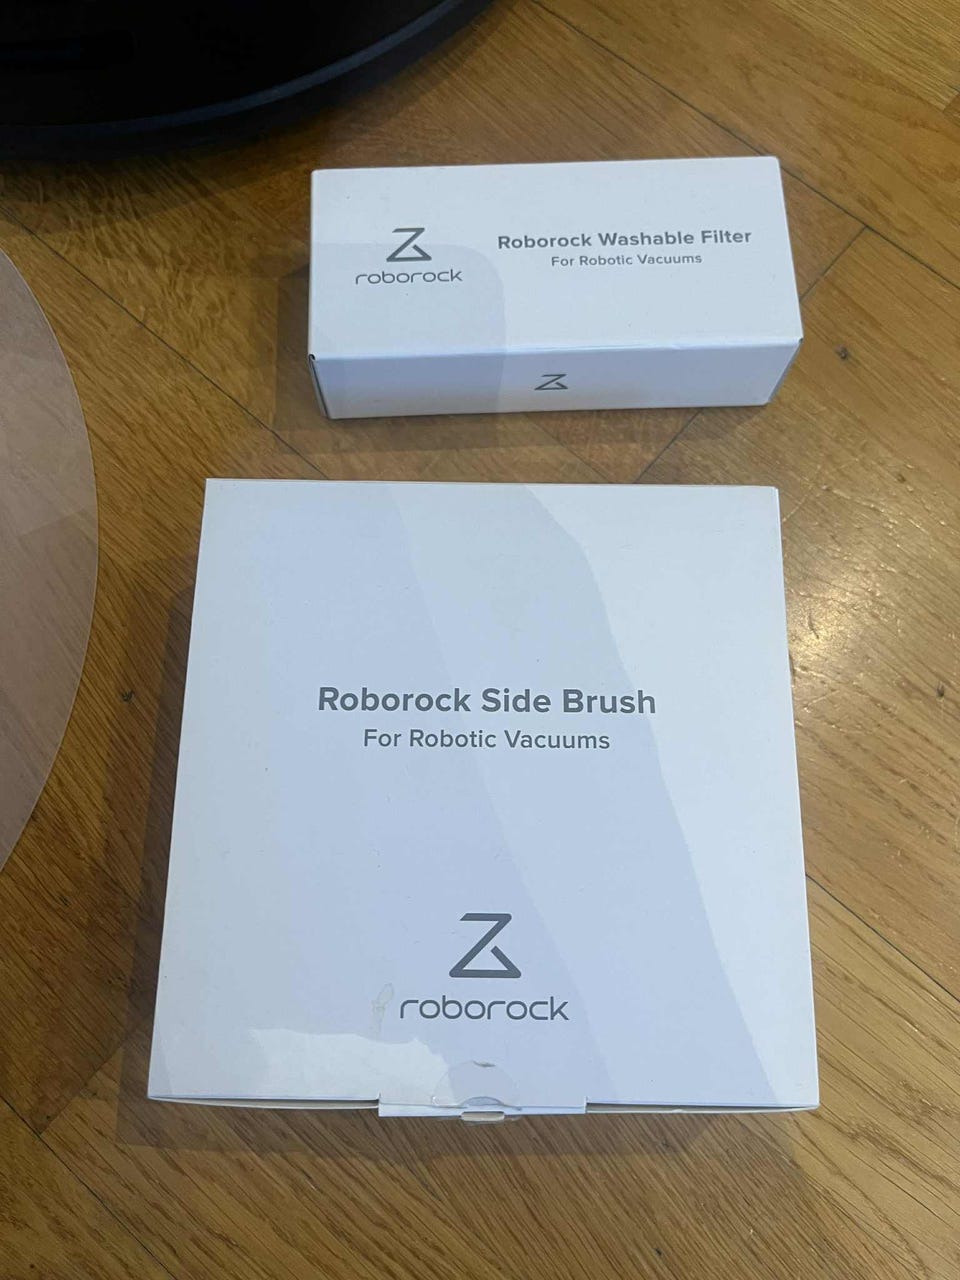 roborock
Roborock Washable Filter
For Robotic Vacuums
Roborock Side Brush
For Robotic Vacuums
roborock